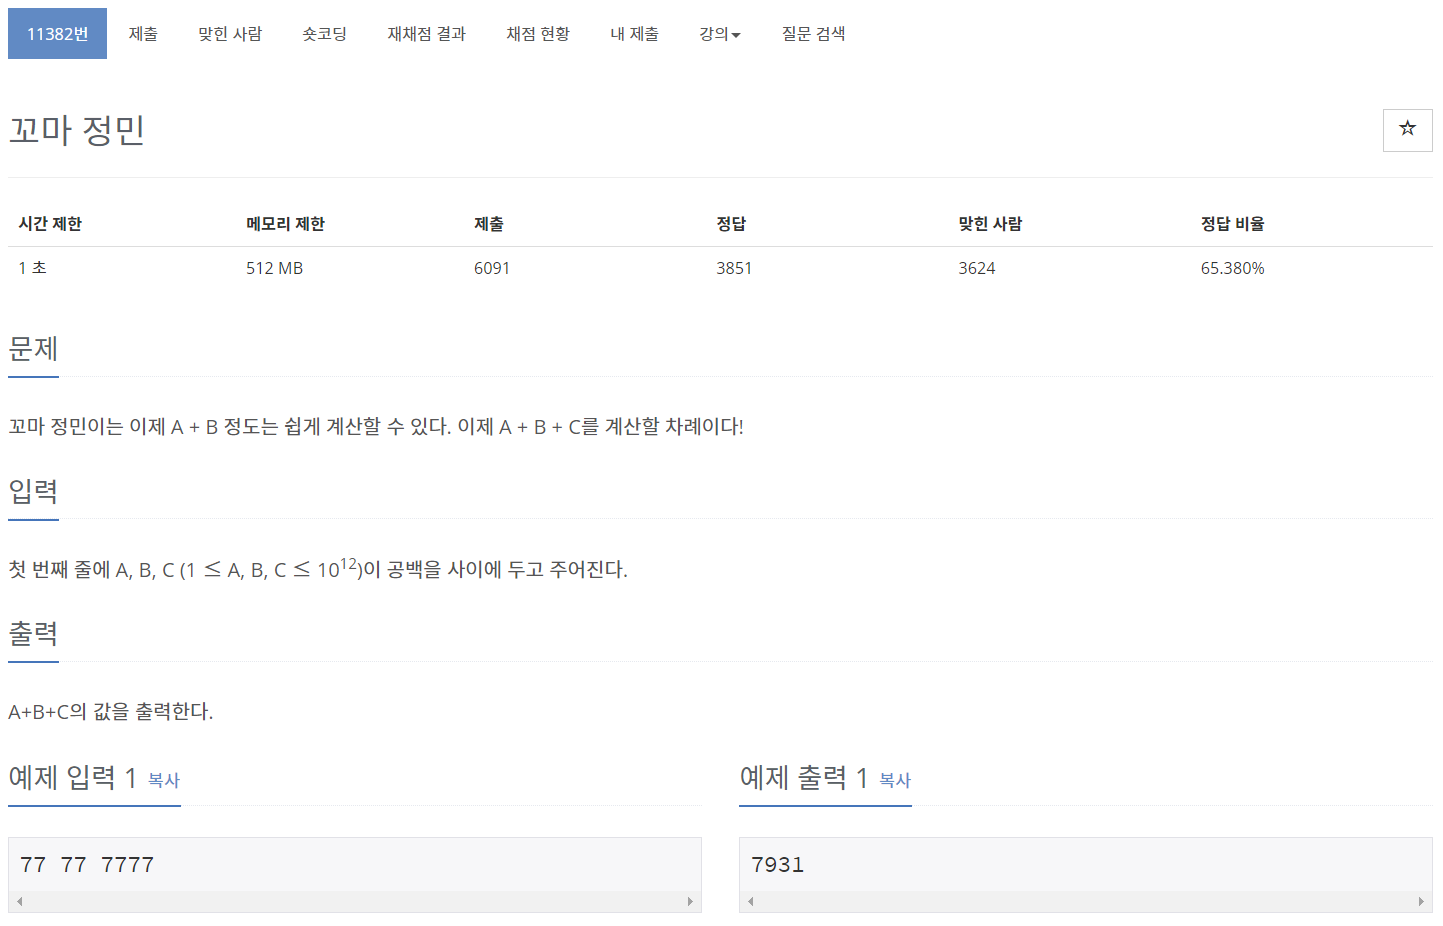 11382번 제출 맞힌 사람 숏코딩 재채점 결과 채점 현황 내 제출 강의 질문 검색
꼬마 정민
시간 제한 메모리 제한 제출 정답 맞힌 사람 정답 비율
1 초 512 MB 6091 3851 3624 65.380%
문제
꼬마 정민이는 이제 A + B 정도는 쉽게 계산할 수 있다. 이제 A + B + C를 계산할 차례이다!
입력
첫 번째 줄에 A, B, C (1 ≤ A, B, C ≤ 10¹²)이 공백을 사이에 두고 주어진다.
출력
A+B+C의 값을 출력한다.
예제 입력 1 복사
77 77 7777
예제 출력 1 복사
7931